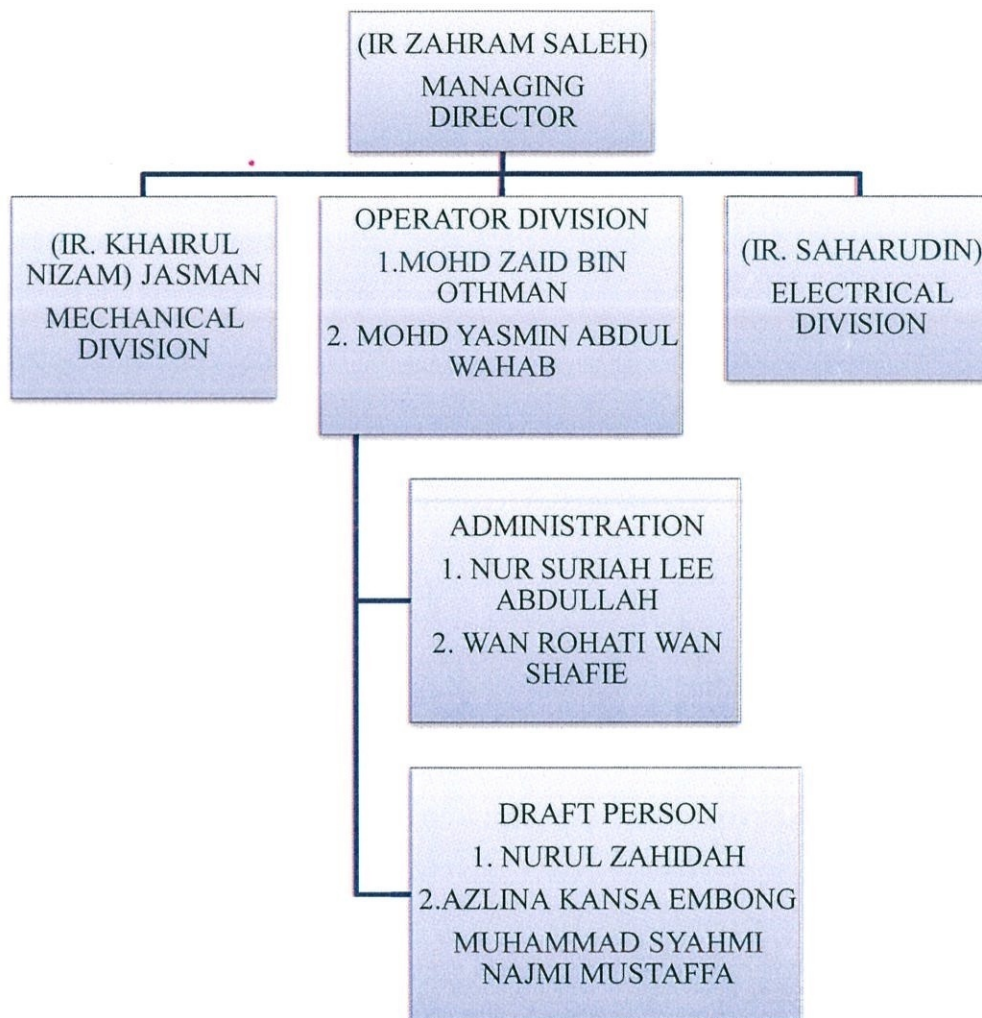 (IR ZAHRAM SALEH)
MANAGING
DIRECTOR
(IR. KHAIRUL
NIZAM) JASMAN
MECHANICAL
DIVISION
OPERATOR DIVISION
1.MOHD ZAID BIN
OTHMAN
2. MOHD YASMIN ABDUL
WAHAB
(IR. SAHARUDIN)
ELECTRICAL
DIVISION
ADMINISTRATION
1. NUR SURIAH LEE
ABDULLAH
2. WAN ROHATI WAN
SHAFIE
DRAFT PERSON
1. NURUL ZAHIDAH
2.AZLINA KANSA EMBONG
MUHAMMAD SYAHMI
NAJMI MUSTAFFA